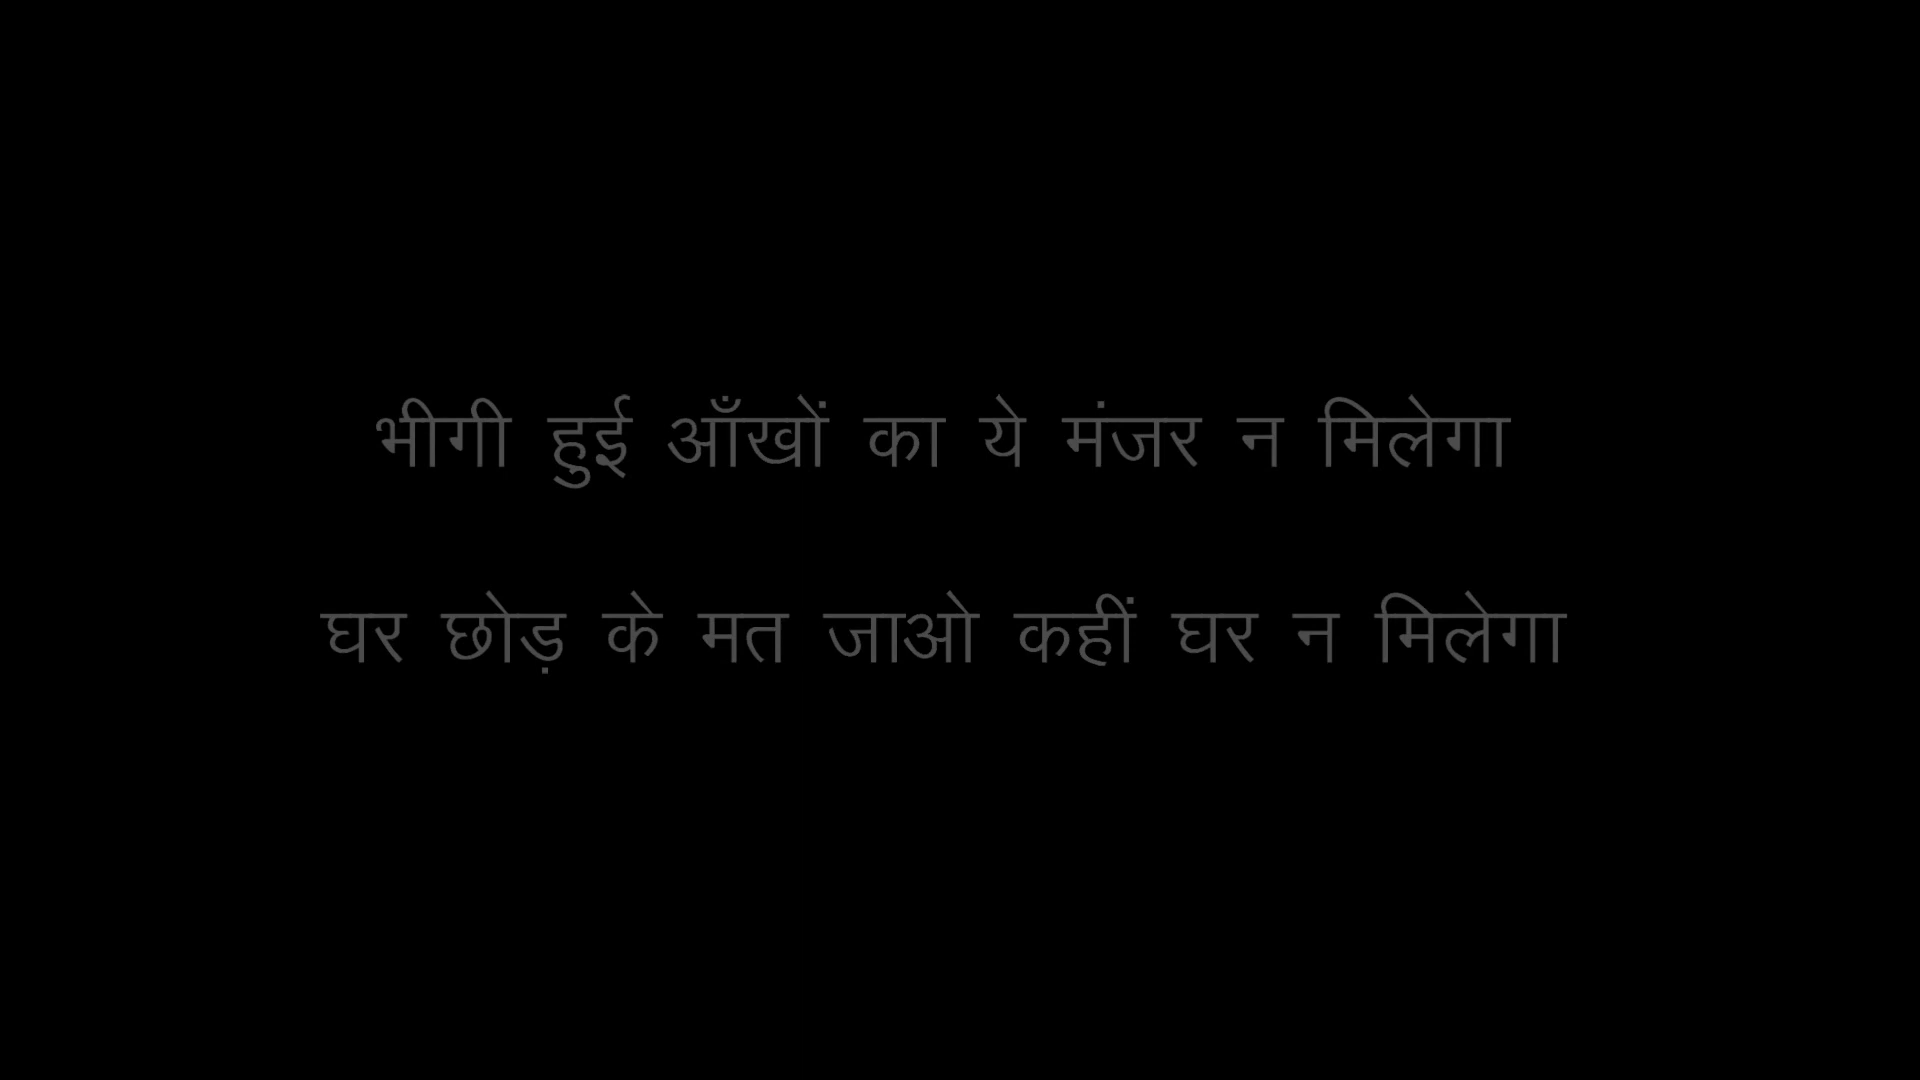 भीगी हुई आँखों का ये मंजर न मिलेगा
घर छोड़ के मत जाओ कहीं घर न मिलेगा